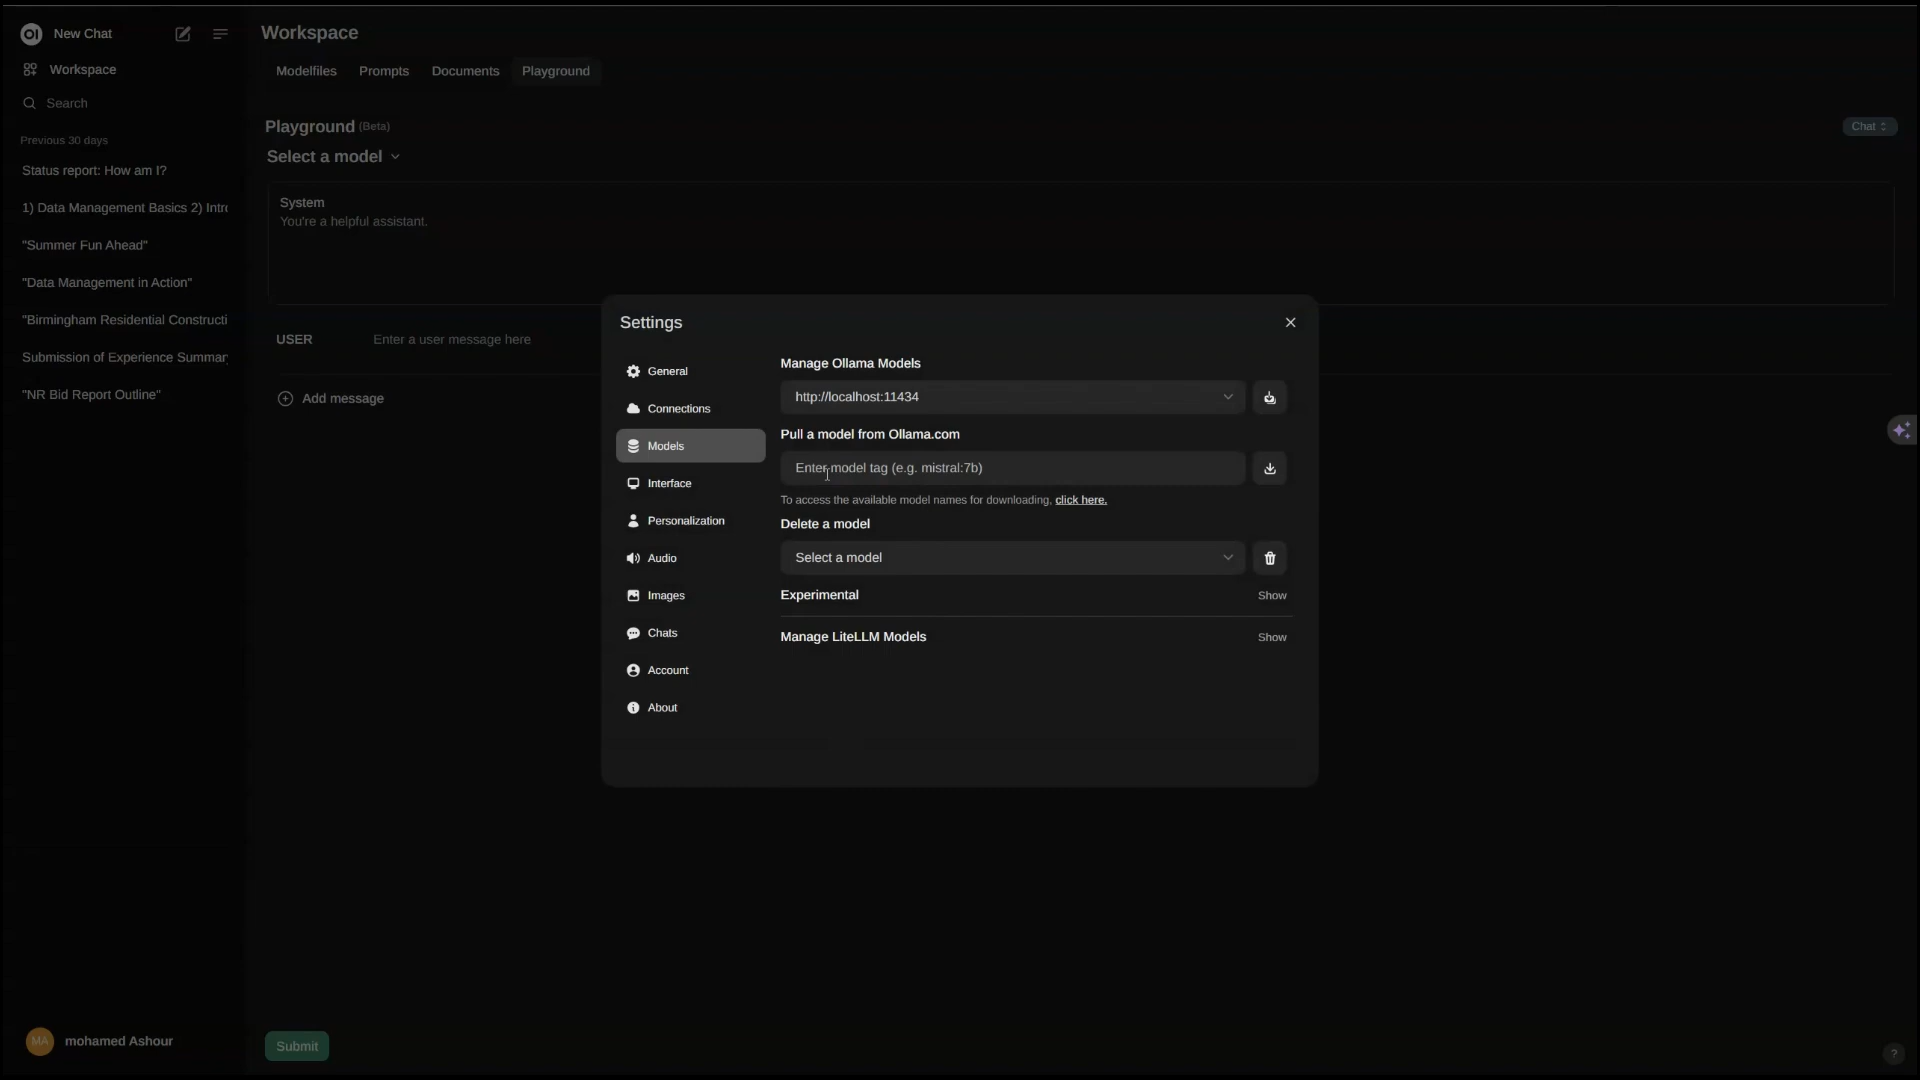 OI New Chat
Workspace
Search
Previous 30 days
Status report: How am I?
1) Data Management Basics 2) Intro
"Summer Fun Ahead"
"Data Management in Action"
"Birmingham Residential Constructi
Submission of Experience Summary
"NR Bid Report Outline"
MA mohamed Ashour
Workspace
Modelfiles Prompts Documents Playground
Playground (Beta)
Chat
Select a model
System
You're a helpful assistant.
USER Enter a user message here
Add message
Submit
Settings
General
Connections
Models
Interface
Personalization
Audio
Images
Chats
Account
About
Manage Ollama Models
http://localhost:11434
Pull a model from Ollama.com
Enter model tag (e.g. mistral:7b)
To access the available model names for downloading, click here.
Delete a model
Select a model
Experimental Show
Manage LiteLLM Models Show
?